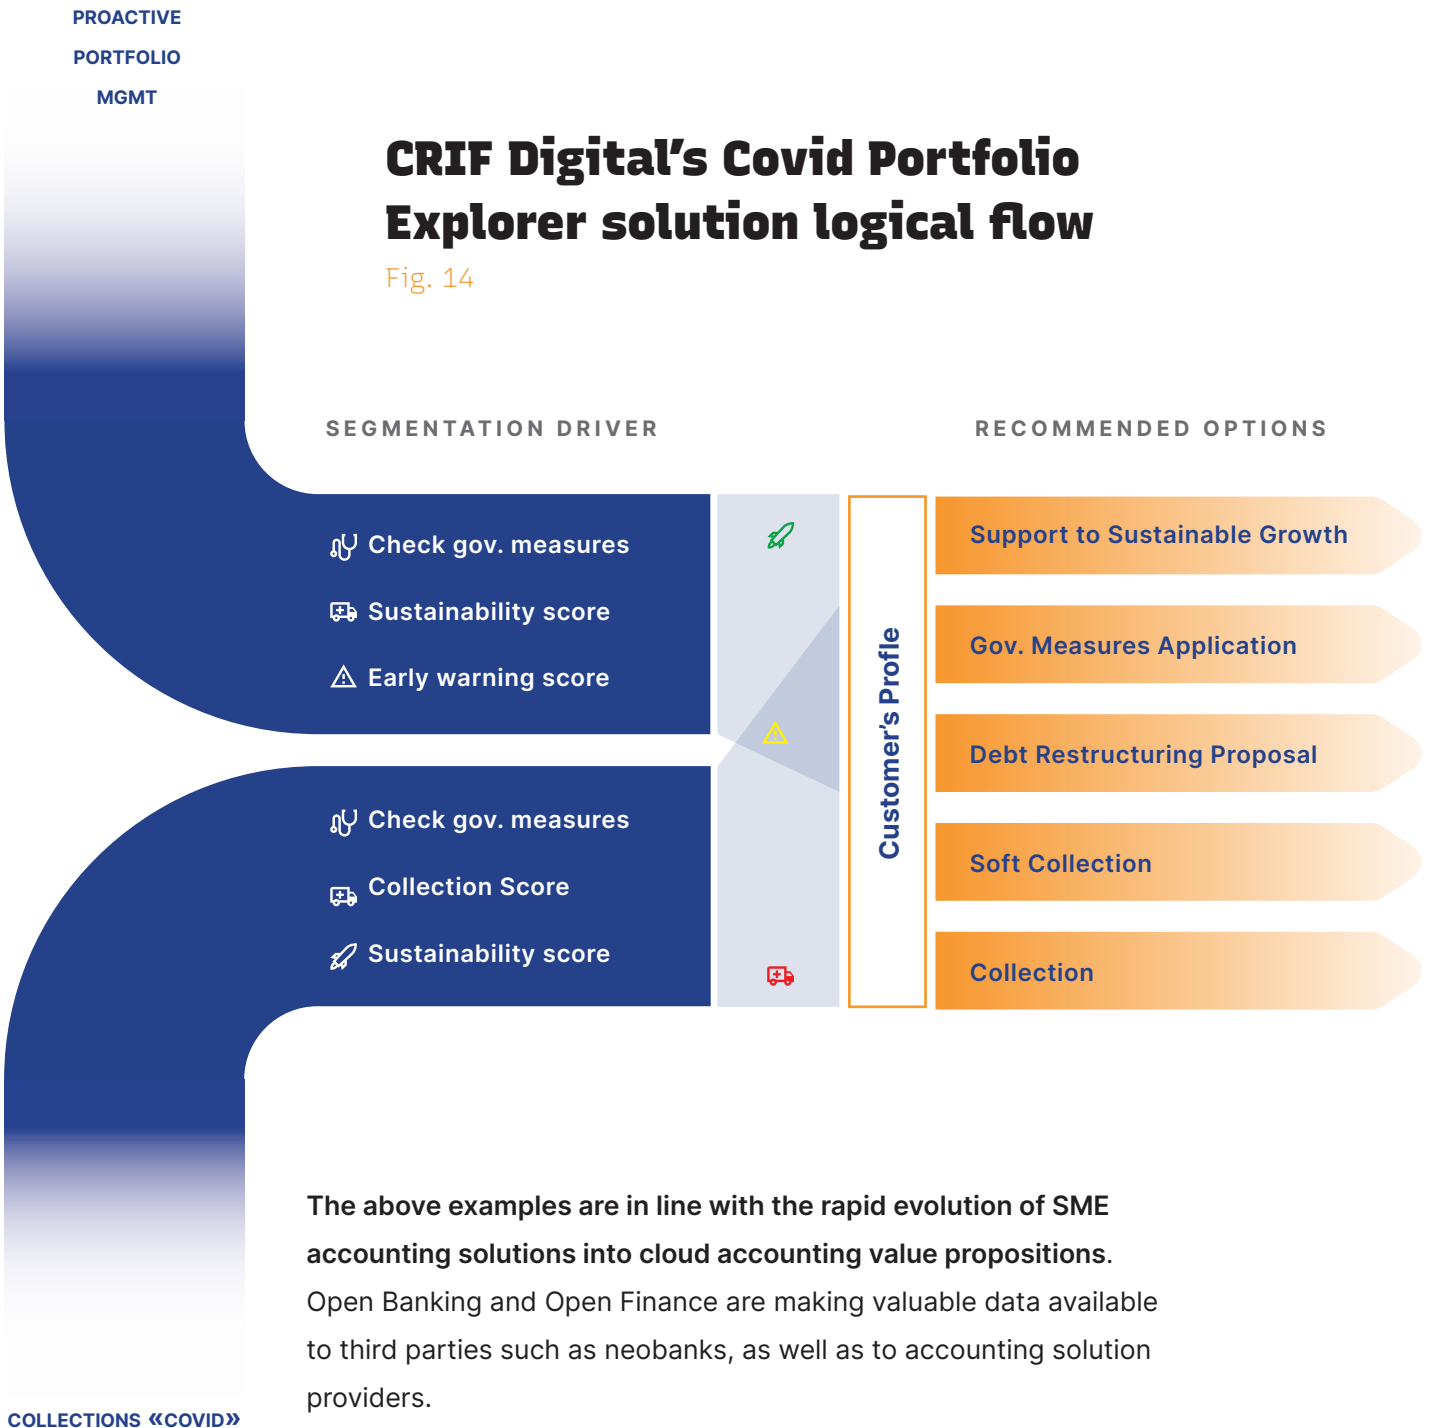 PROACTIVE
PORTFOLIO
MGMT
CRIF Digital's Covid Portfolio
Explorer solution logical flow
Fig. 14
SEGMENTATION DRIVER
RECOMMENDED OPTIONS
Check gov. measures
Sustainability score
Early warning score
Check gov. measures
Collection Score
Sustainability score
Customer's Profle
Support to Sustainable Growth
Gov. Measures Application
Debt Restructuring Proposal
Soft Collection
Collection
The above examples are in line with the rapid evolution of SME
accounting solutions into cloud accounting value propositions.
Open Banking and Open Finance are making valuable data available
to third parties such as neobanks, as well as to accounting solution
providers.
COLLECTIONS «COVID»